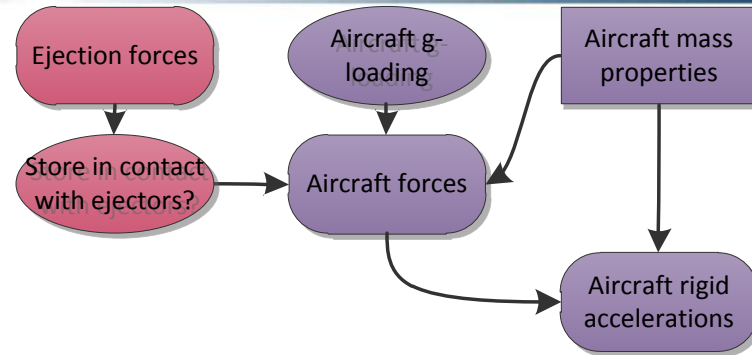 Ejection forces
Aircraft g-
loading
Aircraft mass
properties
Store in contact
with ejectors?
Aircraft forces
Aircraft rigid
accelerations